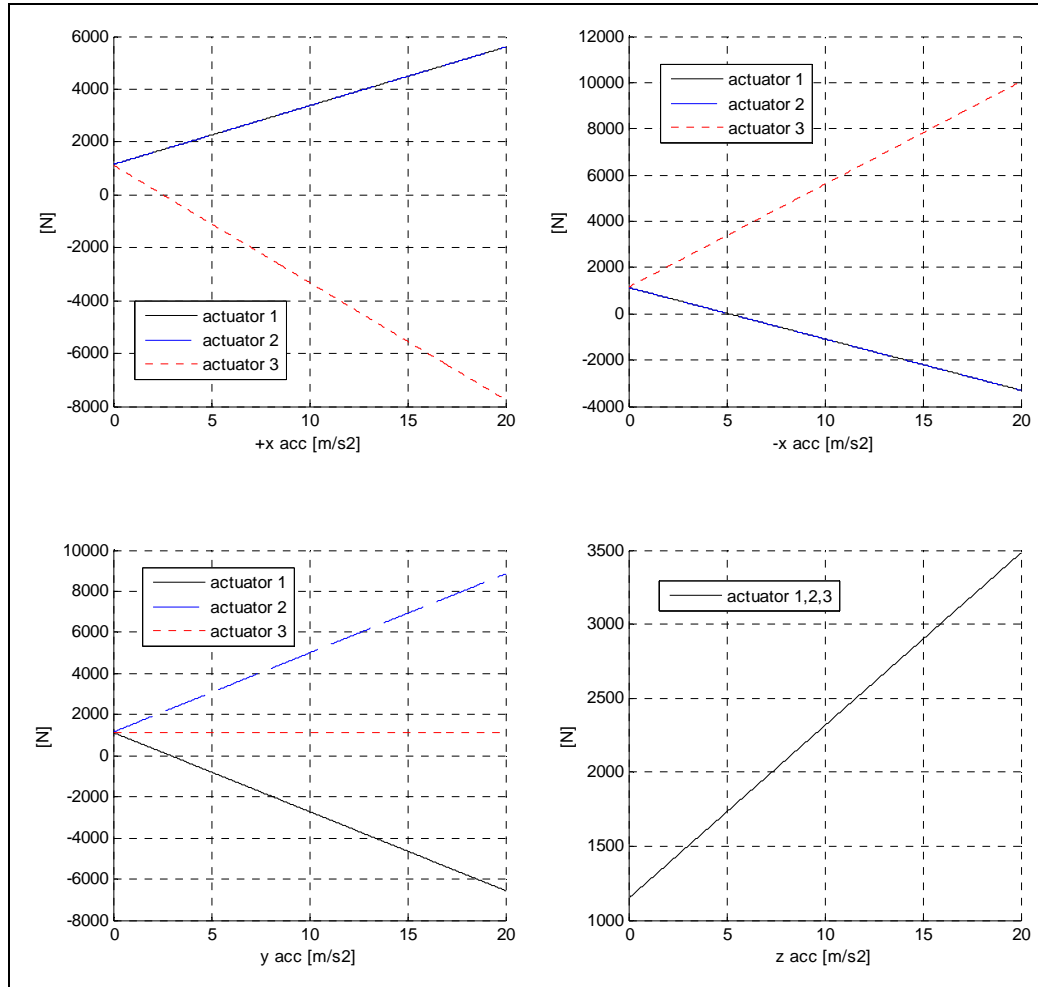 6000
4000
2000
0
-2000
-4000
-6000
-8000
[N]
actuator 1
actuator 2
actuator 3
0 5 10 15 20
+x acc [m/s2]
12000
10000
8000
6000
4000
2000
0
-2000
-4000
[N]
actuator 1
actuator 2
actuator 3
0 5 10 15 20
-x acc [m/s2]
10000
8000
6000
4000
2000
0
-2000
-4000
-6000
-8000
[N]
actuator 1
actuator 2
actuator 3
0 5 10 15 20
y acc [m/s2]
3500
3000
2500
2000
1500
1000
[N]
actuator 1,2,3
0 5 10 15 20
z acc [m/s2]